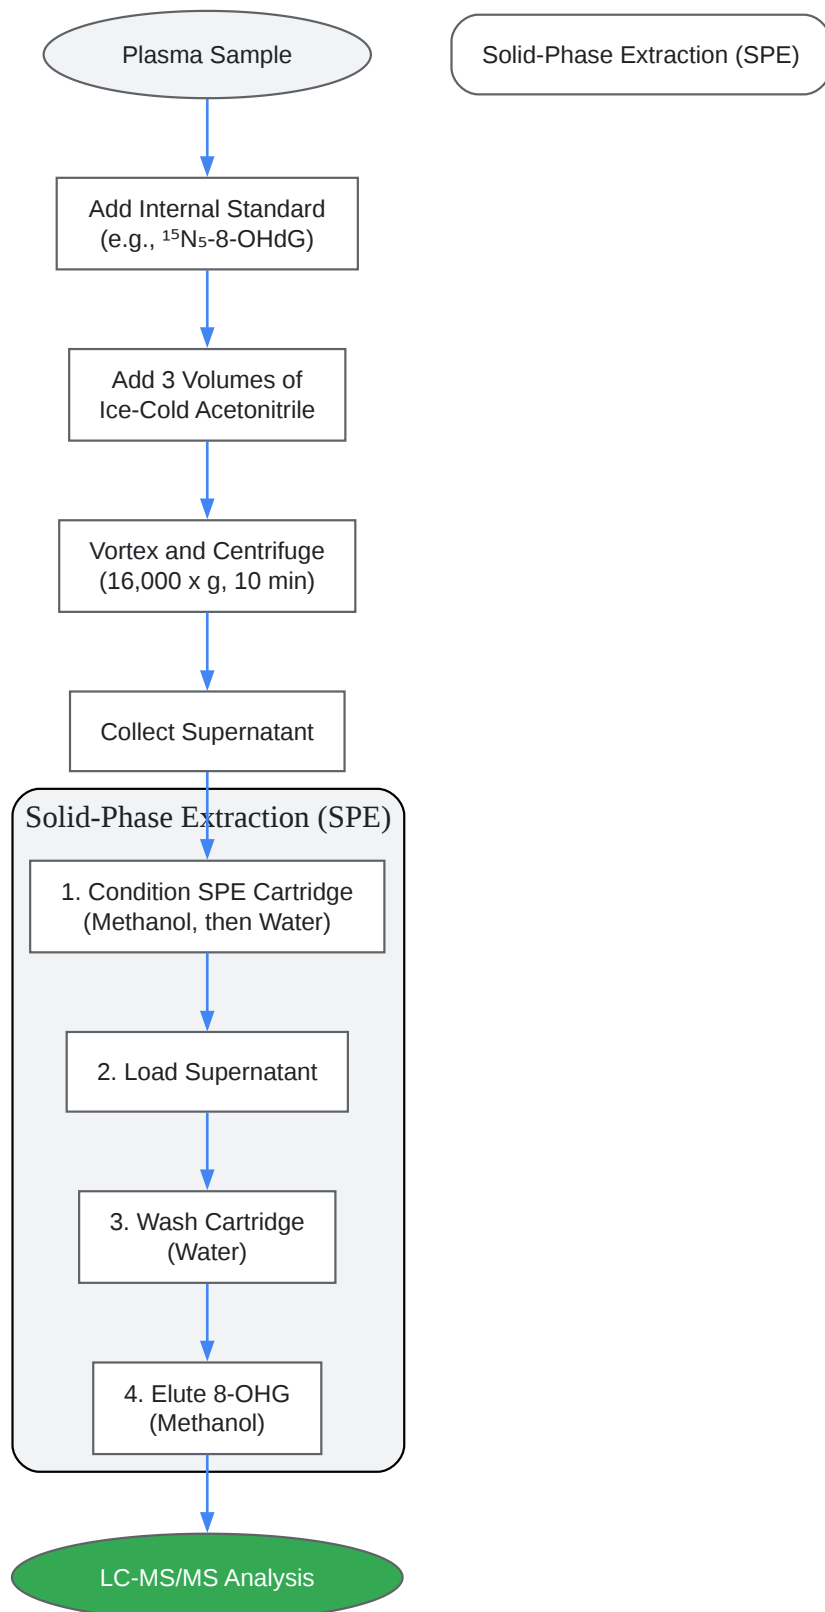 Plasma Sample
Solid-Phase Extraction (SPE)
Add Internal Standard
(e.g., ¹⁵N₅-8-OHdG)
Add 3 Volumes of
Ice-Cold Acetonitrile
Vortex and Centrifuge
(16,000 x g, 10 min)
Collect Supernatant
Solid-Phase Extraction (SPE)
1. Condition SPE Cartridge
(Methanol, then Water)
2. Load Supernatant
3. Wash Cartridge
(Water)
4. Elute 8-OHG
(Methanol)
LC-MS/MS Analysis